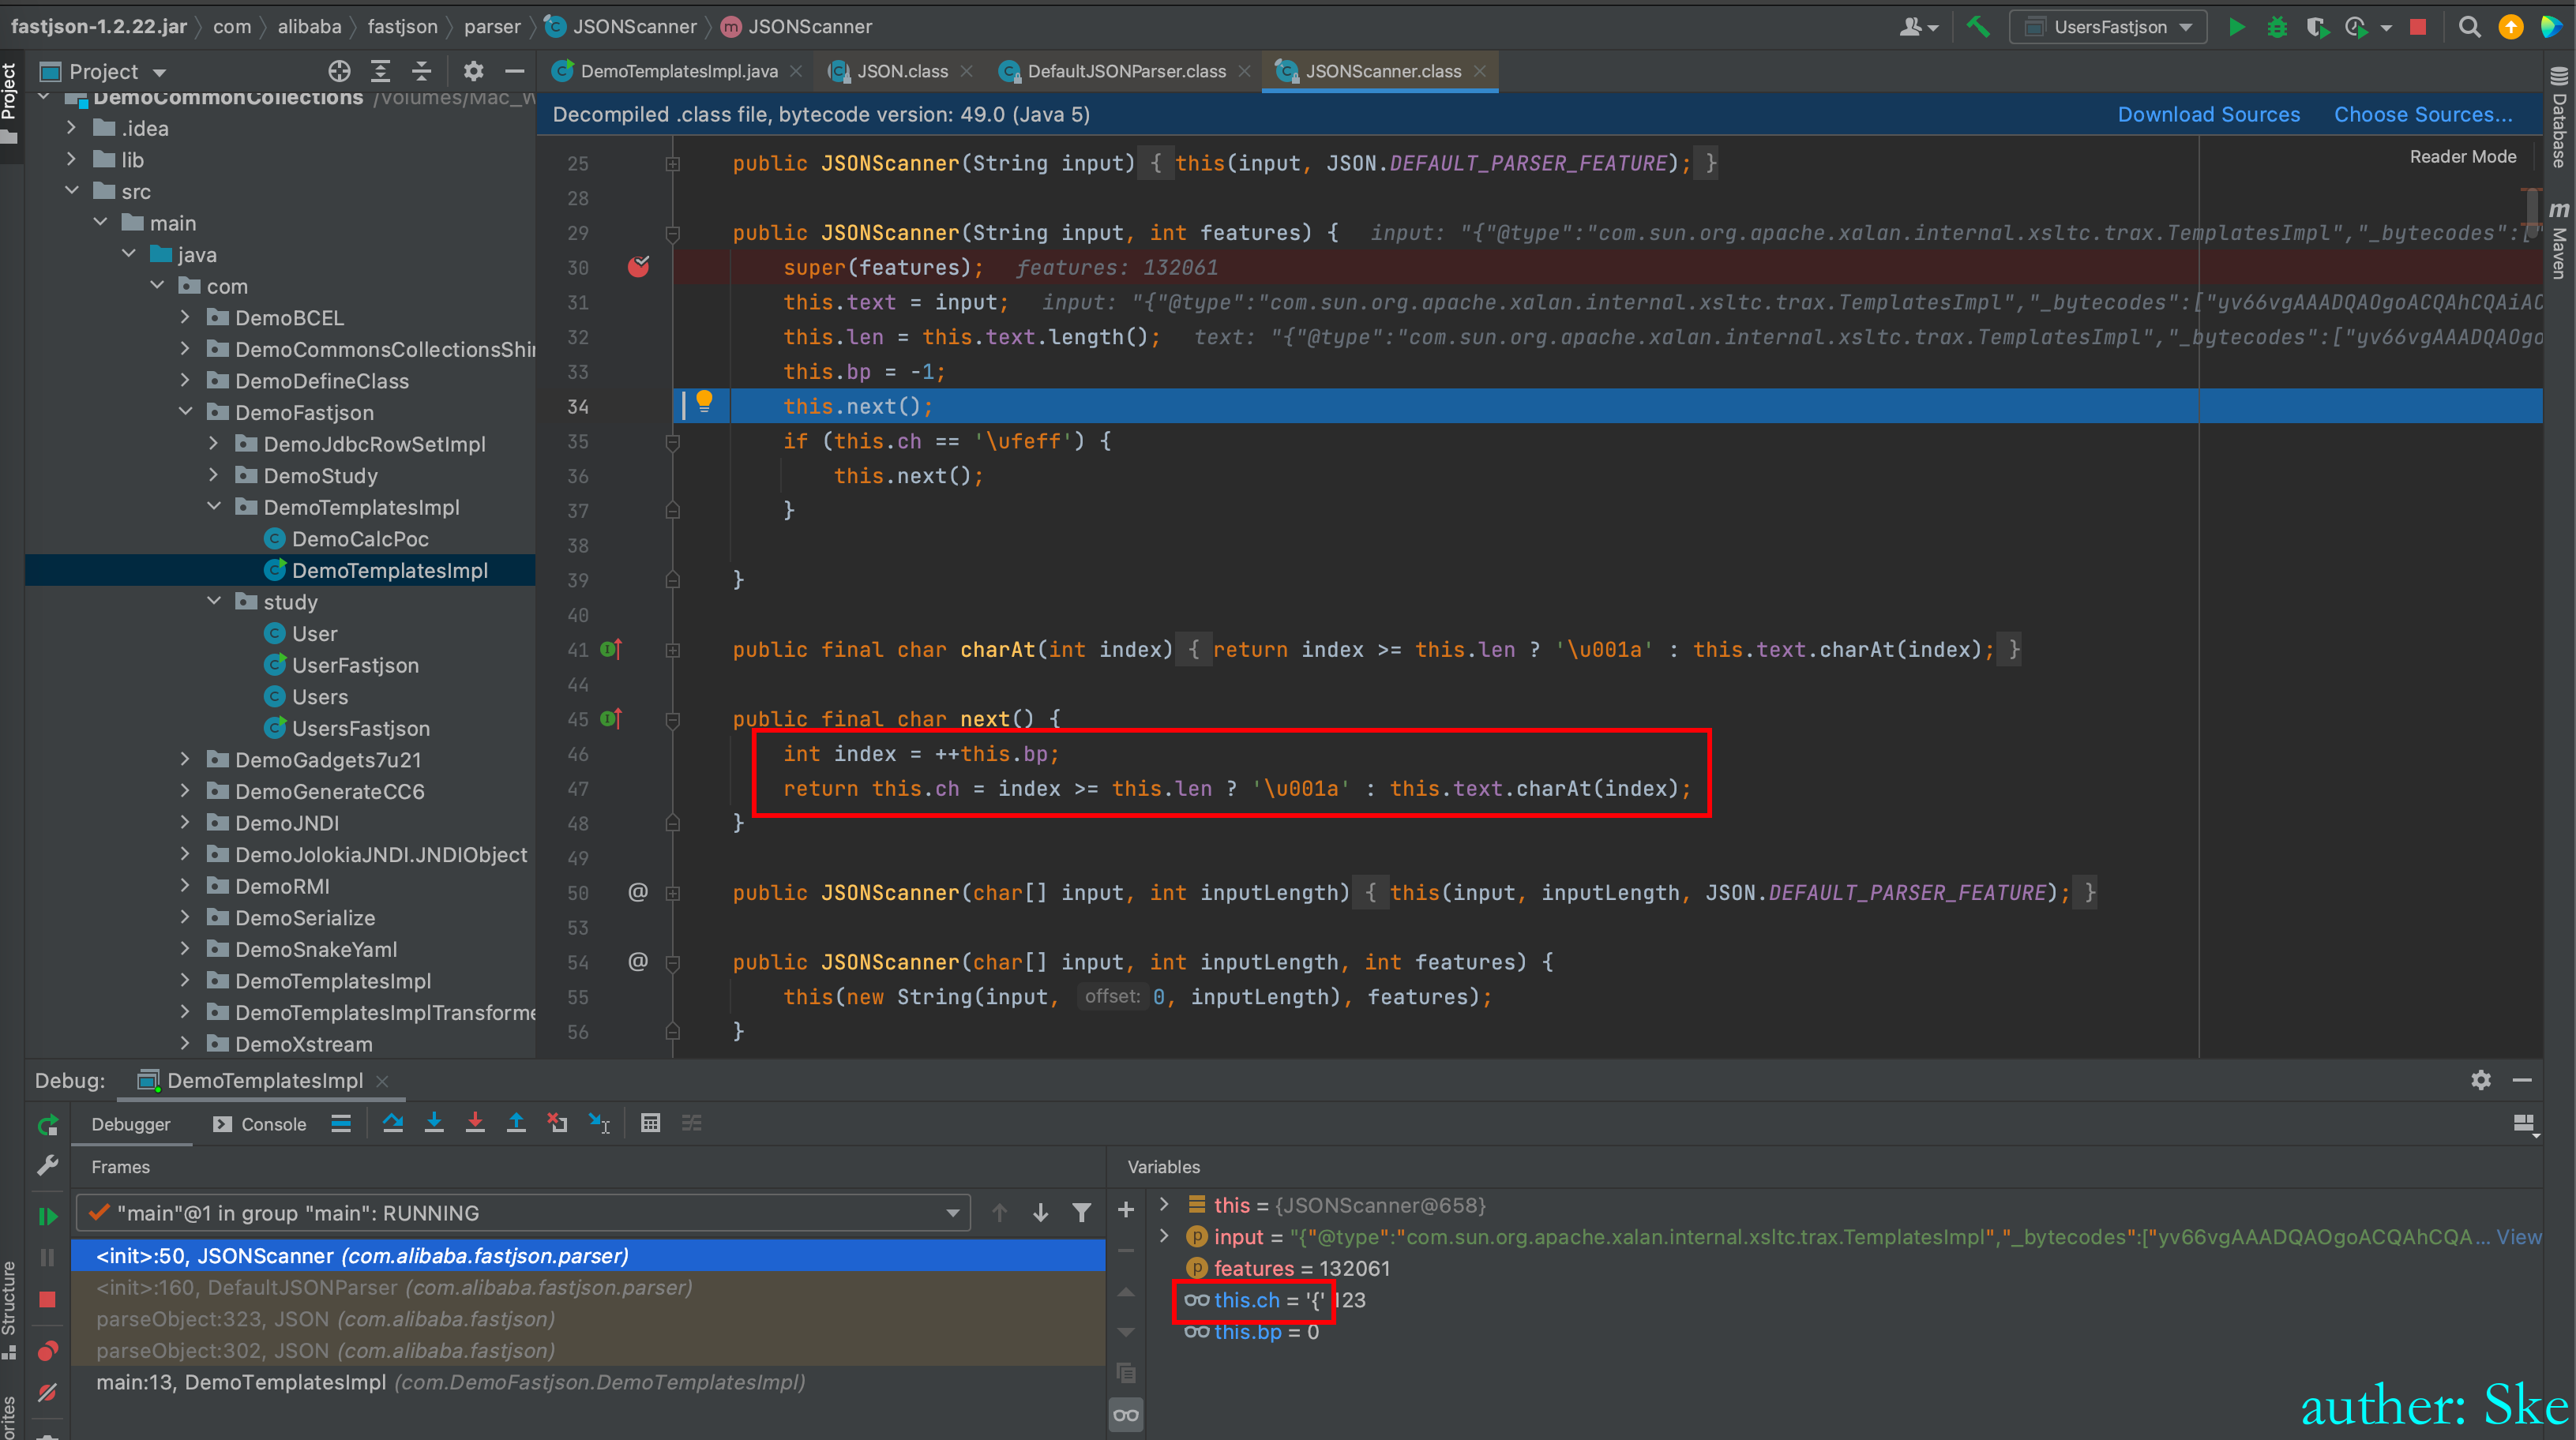 fastjson-1.2.22.jar com alibaba fastjson parser JSONScanner JSONScanner
UsersFastjson
Project
DemoTemplatesImpl.java
JSON.class
DefaultJSONParser.class
JSONScanner.class
Project
DemoCommonCollections
.idea
lib
src
main
java
com
DemoBCEL
DemoCommonsCollectionsShi
DemoDefineClass
DemoFastjson
DemoJdbcRowSetImpl
DemoStudy
DemoTemplatesImpl
DemoCalcPoc
DemoTemplatesImpl
study
User
UserFastjson
Users
UsersFastjson
DemoGadgets7u21
DemoGenerateCC6
DemoJNDI
DemoJolokiaJNDI.JNDIObject
DemoRMI
DemoSerialize
DemoSnakeYaml
DemoTemplatesImpl
DemoTemplatesImplTransforme
DemoXstream
Decompiled .class file, bytecode version: 49.0 (Java 5)
Download Sources
Choose Sources...
Reader Mode
Database
Maven
25 public JSONScanner(String input) { this(input, JSON.DEFAULT_PARSER_FEATURE); }
28
29 public JSONScanner(String input, int features) { input: "{"@type":"com.sun.org.apache.xalan.internal.xsltc.trax.TemplatesImpl","_bytecodes":["
30 super(features); features: 132061
31 this.text = input; input: "{"@type":"com.sun.org.apache.xalan.internal.xsltc.trax.TemplatesImpl","_bytecodes":["yv66vgAAADQAOgoACQAhCQAiAC
32 this.len = this.text.length(); text: "{"@type":"com.sun.org.apache.xalan.internal.xsltc.trax.TemplatesImpl","_bytecodes":["yv66vgAAADQAOgo
33 this.bp = -1;
34 this.next();
35 if (this.ch == '\ufeff') {
36 this.next();
37 }
38
39 }
40
41 public final char charAt(int index) { return index >= this.len ? '\u001a' : this.text.charAt(index); }
44
45 public final char next() {
46 int index = ++this.bp;
47 return this.ch = index >= this.len ? '\u001a' : this.text.charAt(index);
48 }
49
50 @ public JSONScanner(char[] input, int inputLength) { this(input, inputLength, JSON.DEFAULT_PARSER_FEATURE); }
53
54 @ public JSONScanner(char[] input, int inputLength, int features) {
55 this(new String(input, offset: 0, inputLength), features);
56 }
Debug: DemoTemplatesImpl
Debugger
Console
Frames
Variables
"main"@1 in group "main": RUNNING
<init>:50, JSONScanner (com.alibaba.fastjson.parser)
<init>:160, DefaultJSONParser (com.alibaba.fastjson.parser)
parseObject:323, JSON (com.alibaba.fastjson)
parseObject:302, JSON (com.alibaba.fastjson)
main:13, DemoTemplatesImpl (com.DemoFastjson.DemoTemplatesImpl)
this = {JSONScanner@658}
input = "{"@type":"com.sun.org.apache.xalan.internal.xsltc.trax.TemplatesImpl","_bytecodes":["yv66vgAAADQAOgoACQAhCQA... View
features = 132061
this.ch = '{' 123
this.bp = 0
Structure
auther: Ske